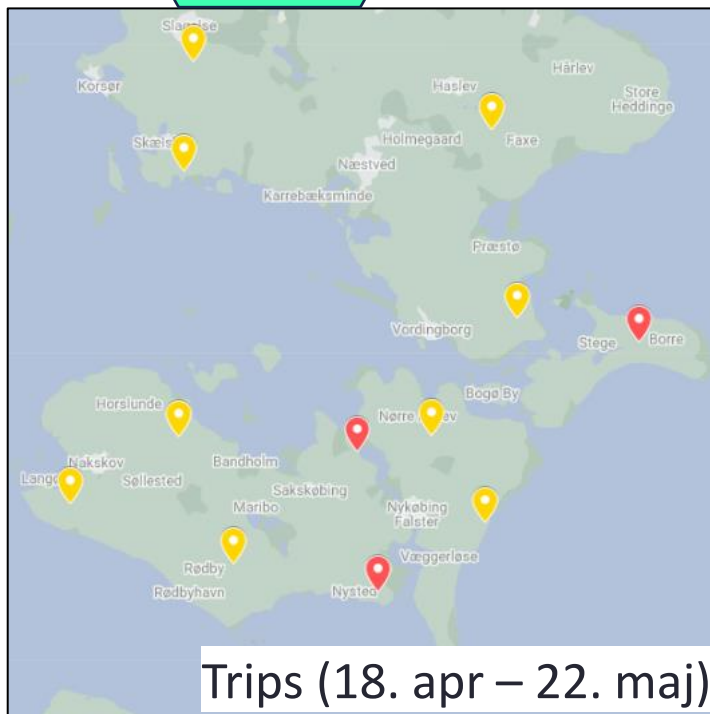 Korsør
Haslev
Hårlev
Store
Heddinge
Holmegaard
Faxe
Næstved
Karrebæksminde
Præstø
Vordingborg
Stege
Borre
Bogø By
Horslunde
Nørre
Nakskov
Søllested
Bandholm
Sakskøbing
Maribo
Nykøbing
Falster
Væggerløse
Rødby
Rødbyhavn
Nysted
Trips (18. apr – 22. maj)